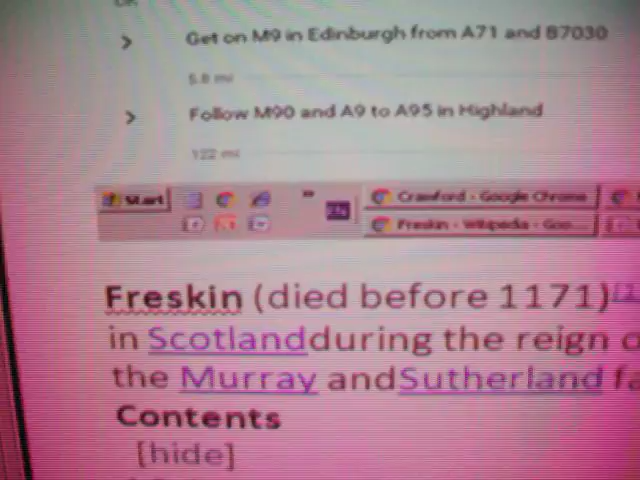 Get on M9 in Edinburgh from A71 and B7030
5.8 mi
Follow M90 and A9 to A95 in Highland
122 mi
Start
Crawford - Google Chrome
Freskin - Wikipedia - Goo...
Freskin (died before 1171)
in Scotlandduring the reign
the Murray andSutherland fa
Contents
[hide]